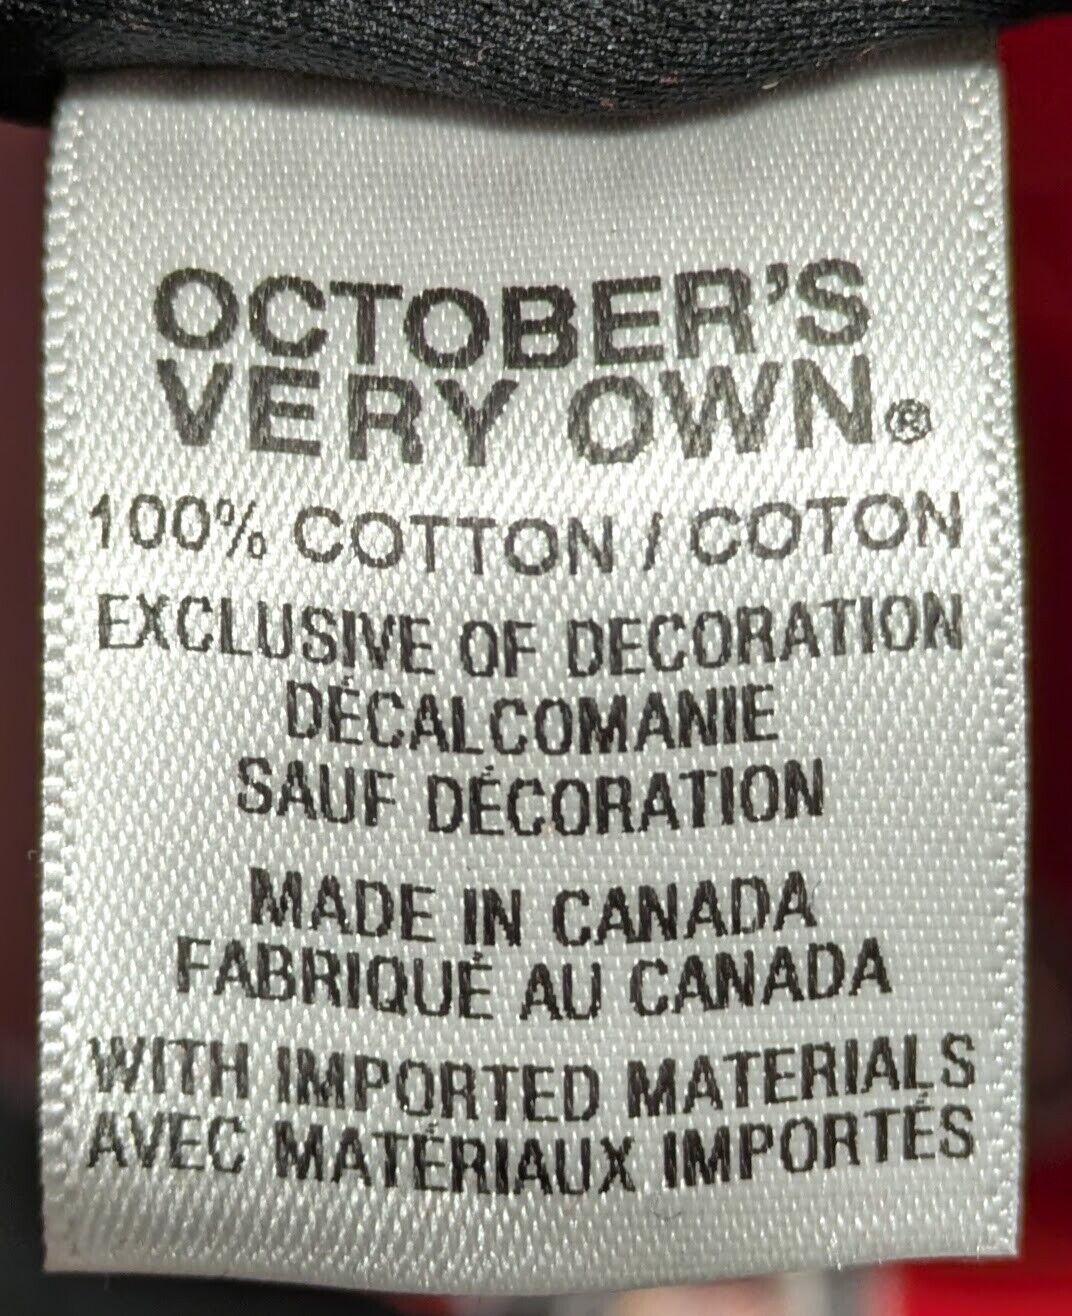 OCTOBER'S
VERY OWN®
100% COTTON / COTON
EXCLUSIVE OF DECORATION
DÉCALCOMANIE
SAUF DÉCORATION
MADE IN CANADA
FABRIQUÉ AU CANADA
WITH IMPORTED MATERIALS
AVEC MATÉRIAUX IMPORTÉS